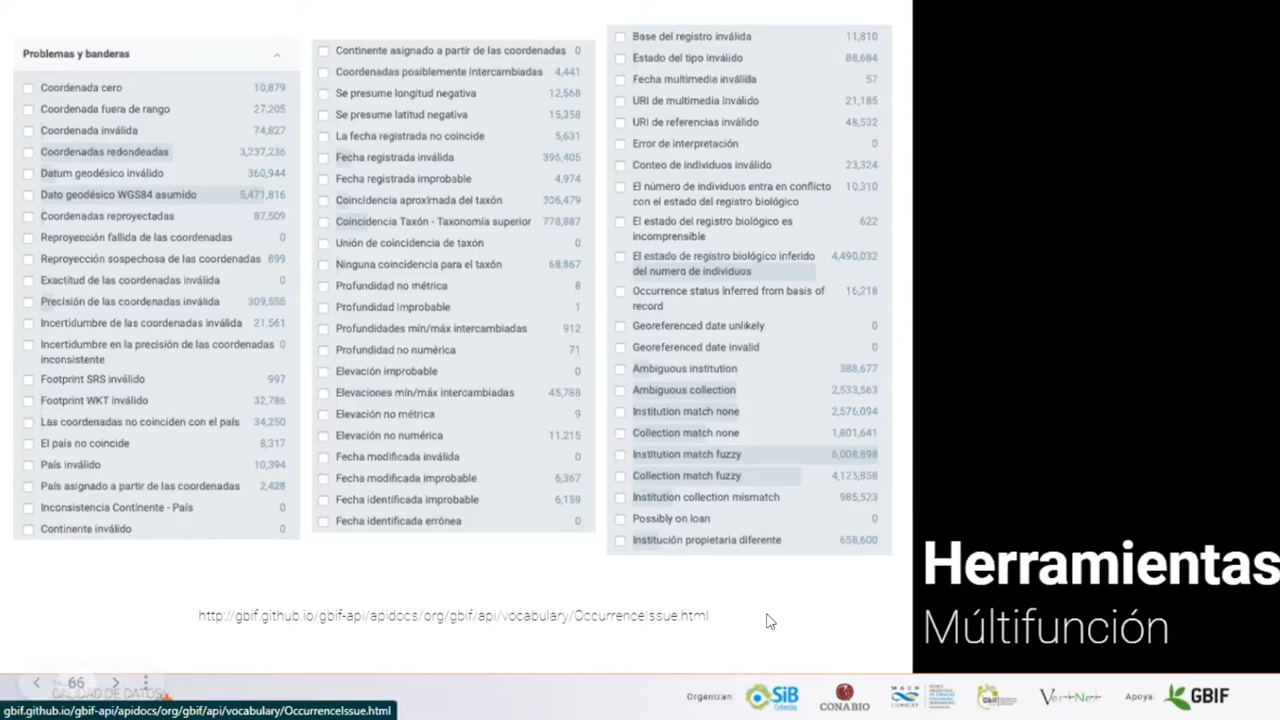 Problemas y banderas
Coordenada cero 10,879
Coordenada fuera de rango 27,205
Coordenada inválida 74,827
Coordenadas redondeadas 3,237,236
Datum geodésico inválido 360,944
Dato geodésico WGS84 asumido 5,471,816
Coordenadas reproyectadas 87,509
Reproyección fallida de las coordenadas 0
Reproyección sospechosa de las coordenadas 899
Exactitud de las coordenadas inválida 0
Precisión de las coordenadas inválida 309,555
Incertidumbre de las coordenadas inválida 21,561
Incertidumbre en la precisión de las coordenadas 0
inconsistente
Footprint SRS inválido 997
Footprint WKT inválido 32,786
Las coordenadas no coinciden con el país 34,250
El país no coincide 8,317
País inválido 10,394
País asignado a partir de las coordenadas 2,428
Inconsistencia Continente - País 0
Continente inválido 0
Continente asignado a partir de las coordenadas 0
Coordenadas posiblemente intercambiadas 4,441
Se presume longitud negativa 12,568
Se presume latitud negativa 15,358
La fecha registrada no coincide 5,631
Fecha registrada inválida 396,405
Fecha registrada improbable 4,974
Coincidencia aproximada del taxón 306,479
Coincidencia Taxón - Taxonomía superior 778,887
Unión de coincidencia de taxón 0
Ninguna coincidencia para el taxón 68,867
Profundidad no métrica 8
Profundidad improbable 1
Profundidades mín/máx intercambiadas 912
Profundidad no numérica 71
Elevación improbable 0
Elevaciones mín/máx intercambiadas 45,788
Elevación no métrica 9
Elevación no numérica 11,215
Fecha modificada inválida 0
Fecha modificada improbable 6,367
Fecha identificada improbable 6,159
Fecha identificada errónea 0
Base del registro inválida 11,810
Estado del tipo inválido 88,684
Fecha multimedia inválida 57
URI de multimedia inválido 21,185
URI de referencias inválido 48,532
Error de interpretación 0
Conteo de individuos inválido 23,324
El número de individuos entra en conflicto 10,310
con el estado del registro biológico
El estado del registro biológico es 622
incomprensible
El estado de registro biológico inferido 4,490,032
del numero de individuos
Occurrence status inferred from basis of 16,218
record
Georeferenced date unlikely 0
Georeferenced date invalid 0
Ambiguous institution 388,677
Ambiguous collection 2,533,563
Institution match none 2,576,094
Collection match none 1,801,641
Institution match fuzzy 6,008,898
Collection match fuzzy 4,125,858
Institution collection mismatch 985,523
Possibly on loan 0
Institución propietaria diferente 658,600
http://gbif.github.io/gbif-api/apidocs/org/gbif/api/vocabulary/OccurrenceIssue.html
Herramientas
Múltifunción
66
CALIDAD DE DATOS
gbif.github.io/gbif-api/apidocs/org/gbif/api/vocabulary/OccurrenceIssue.html
Organizan:
SiB
Colombia
CONABIO
MACN
CONICET
GBIF
VertNet
Apoya:
GBIF